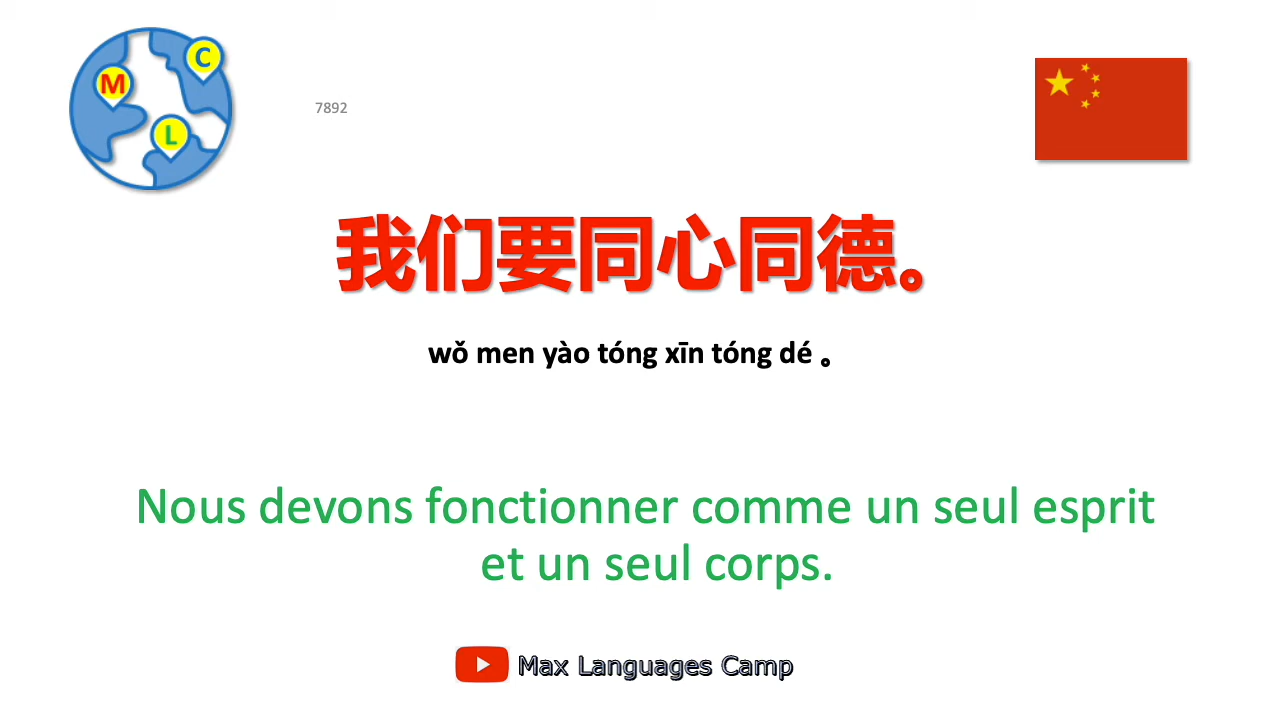 M
C
L
7892
我们要同心同德。
wǒ men yào tóng xīn tóng dé 。
Nous devons fonctionner comme un seul esprit
et un seul corps.
Max Languages Camp